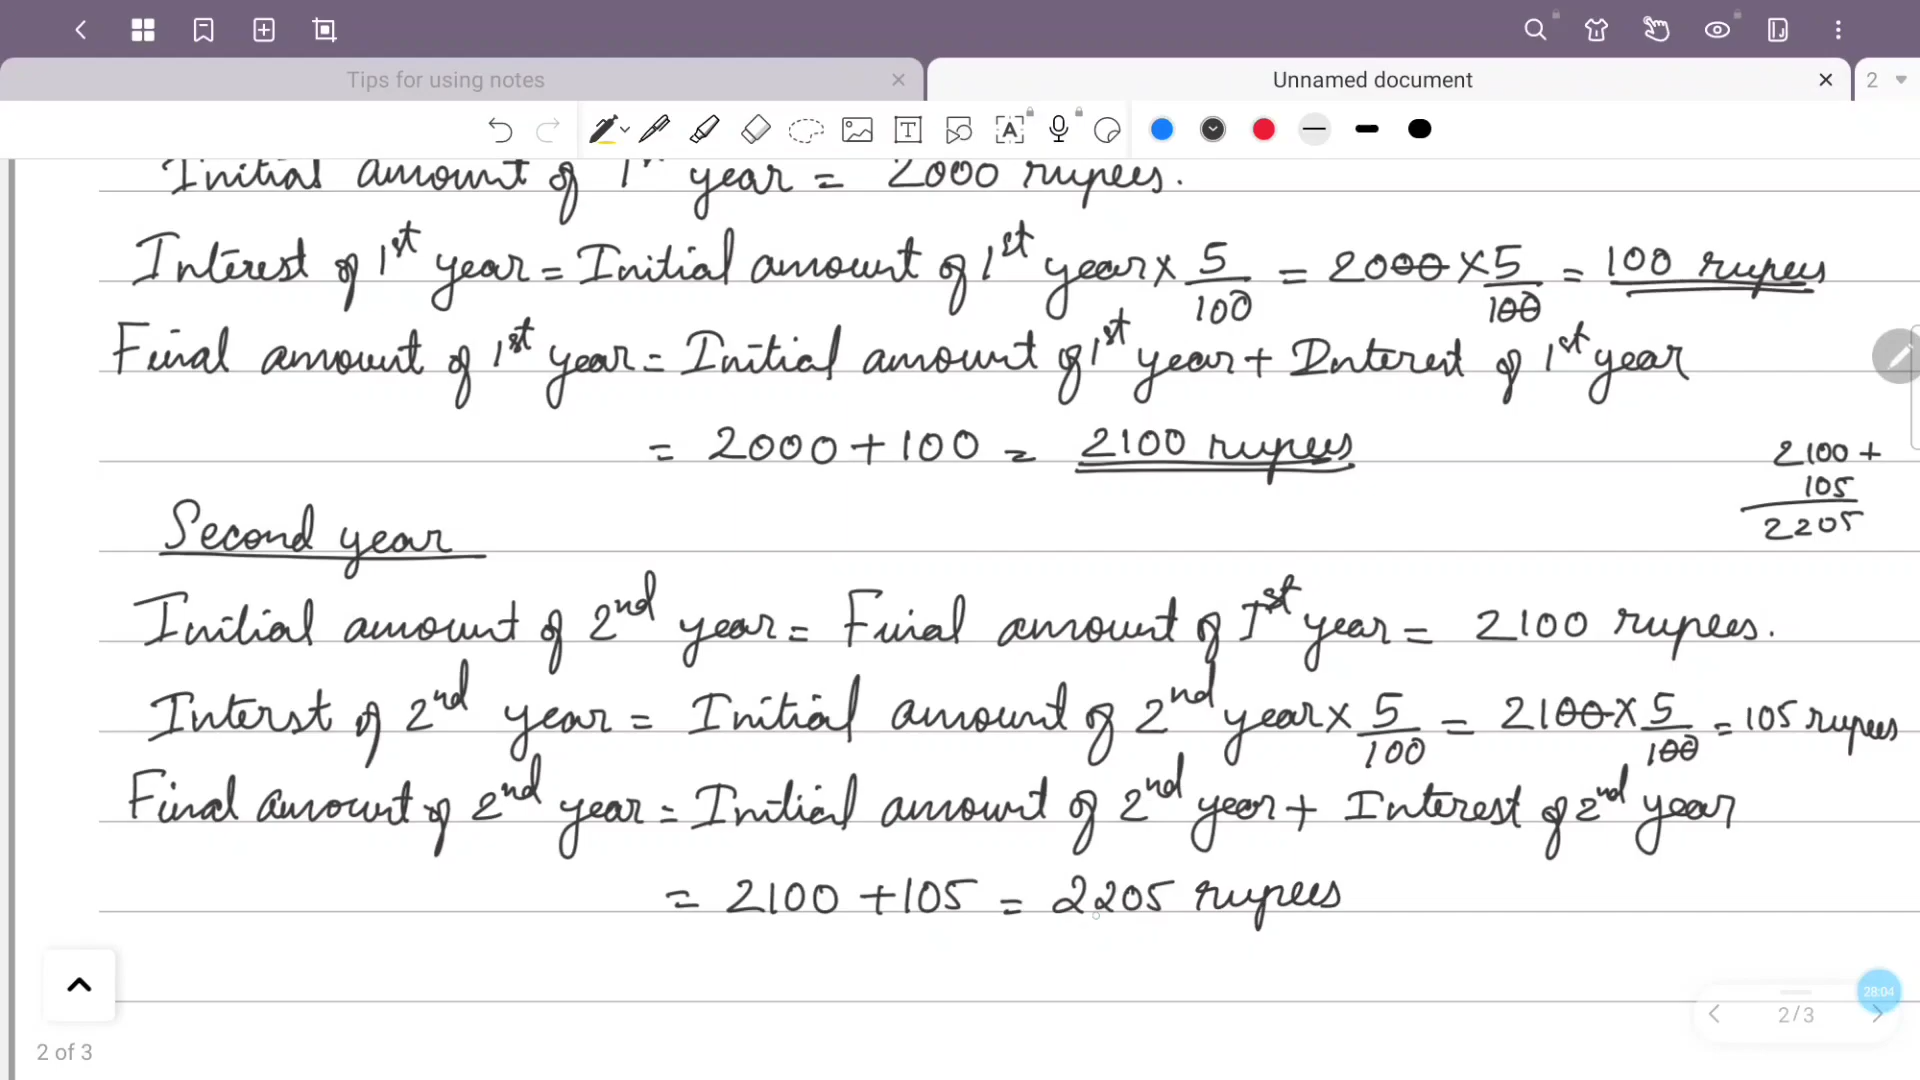 Tips for using notes
Unnamed document
2
Initial amount of 1st year = 2000 rupees.
Interest of 1st year = Initial amount of 1st year × 5/100 = 2000 × 5/100 = 100 rupees
Final amount of 1st year = Initial amount of 1st year + Interest of 1st year
= 2000 + 100 = 2100 rupees
2100 +
105
2205
Second year
Initial amount of 2nd year = Final amount of Ist year = 2100 rupees.
Interst of 2nd year = Initial amount of 2nd year × 5/100 = 2100 × 5/100 = 105 rupees
Final amount of 2nd year = Initial amount of 2nd year + Interest of 2nd year
= 2100 + 105 = 2205 rupees
28:04
2/3
2 of 3